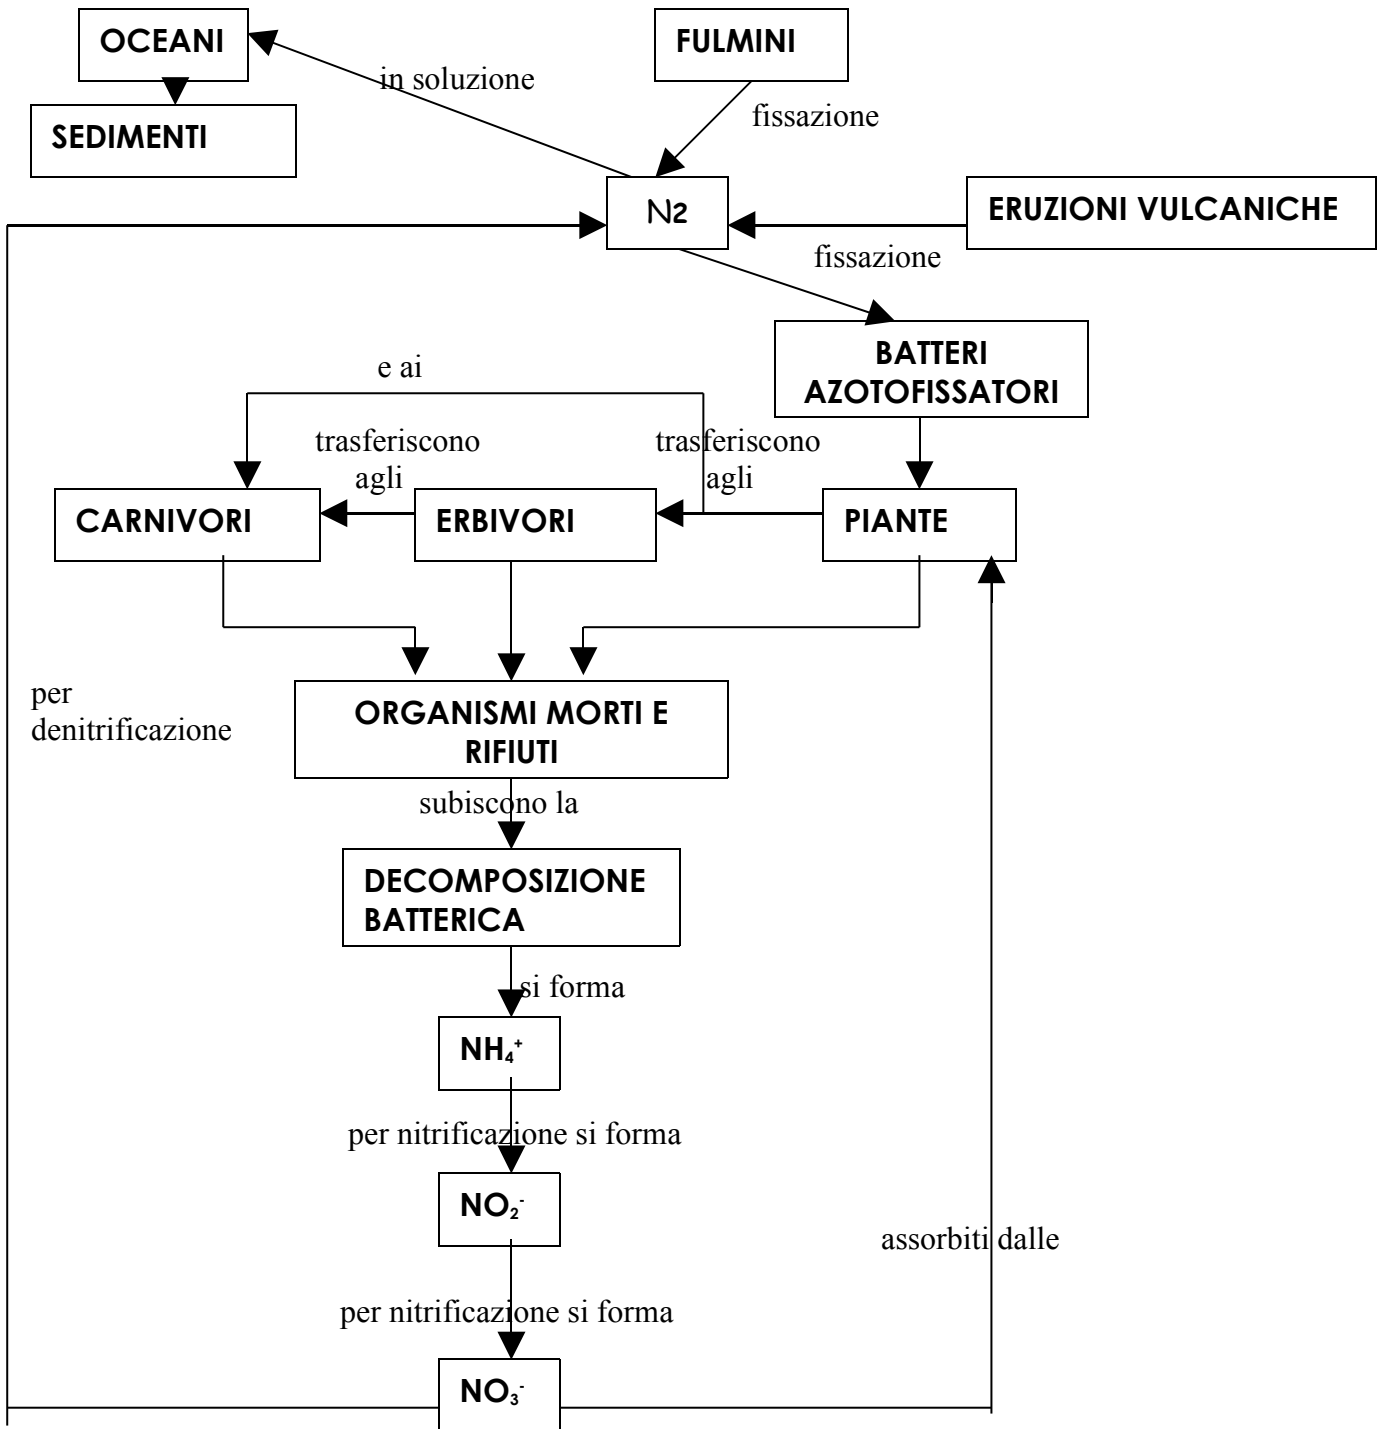 OCEANI
FULMINI
in soluzione
fissazione
SEDIMENTI
N2
ERUZIONI VULCANICHE
fissazione
BATTERI
AZOTOFISSATORI
e ai
trasferiscono
agli
trasferiscono
agli
CARNIVORI
ERBIVORI
PIANTE
per
denitrificazione
ORGANISMI MORTI E
RIFIUTI
subiscono la
DECOMPOSIZIONE
BATTERICA
si forma
NH₄⁺
per nitrificazione si forma
NO₂⁻
assorbiti dalle
per nitrificazione si forma
NO₃⁻